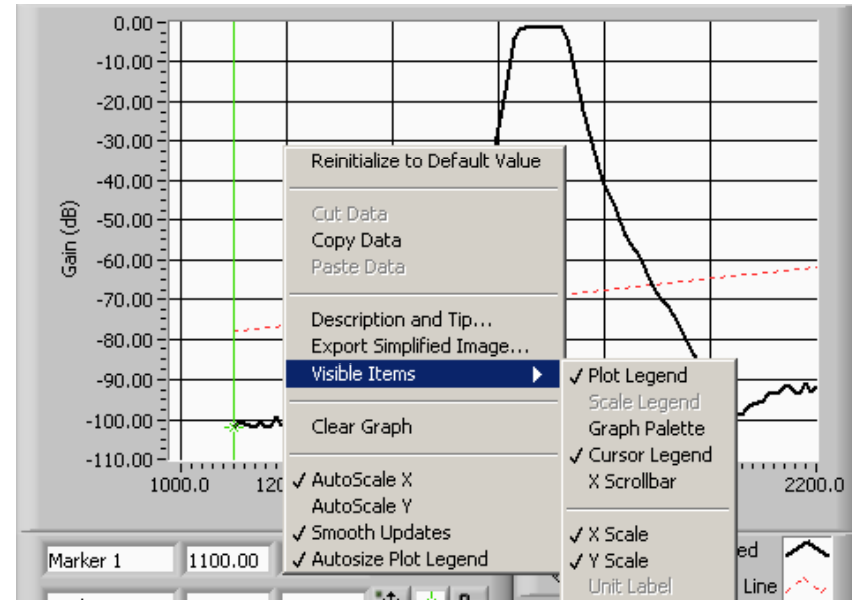 0.00
-10.00
-20.00
-30.00
-40.00
-50.00
-60.00
-70.00
-80.00
-90.00
-100.00
-110.00
Gain (dB)
1000.0
120
2200.0
Reinitialize to Default Value
Cut Data
Copy Data
Paste Data
Description and Tip...
Export Simplified Image...
Visible Items
Clear Graph
AutoScale X
AutoScale Y
Smooth Updates
Autosize Plot Legend
Plot Legend
Scale Legend
Graph Palette
Cursor Legend
X Scrollbar
X Scale
Y Scale
Unit Label
Marker 1
1100.00
ed
Line